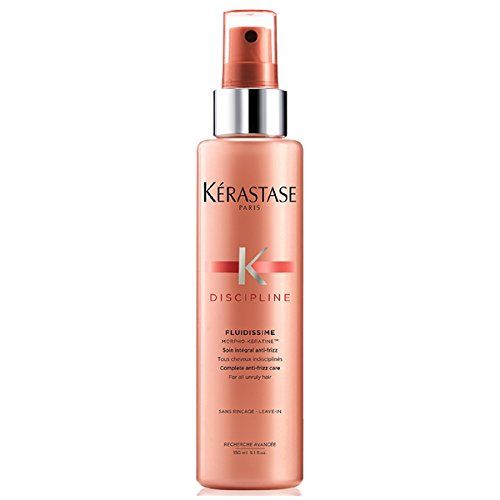 KÉRASTASE
PARIS
K
DISCIPLINE
FLUIDISSIME
MORPHO-KÉRATINE™
Soin intégral anti-frizz
Tous cheveux indisciplinés
Complete anti-frizz care
For all unruly hair
SANS RINÇAGE - LEAVE-IN
RECHERCHE AVANCÉE
150 ml 5.1 fl.oz.